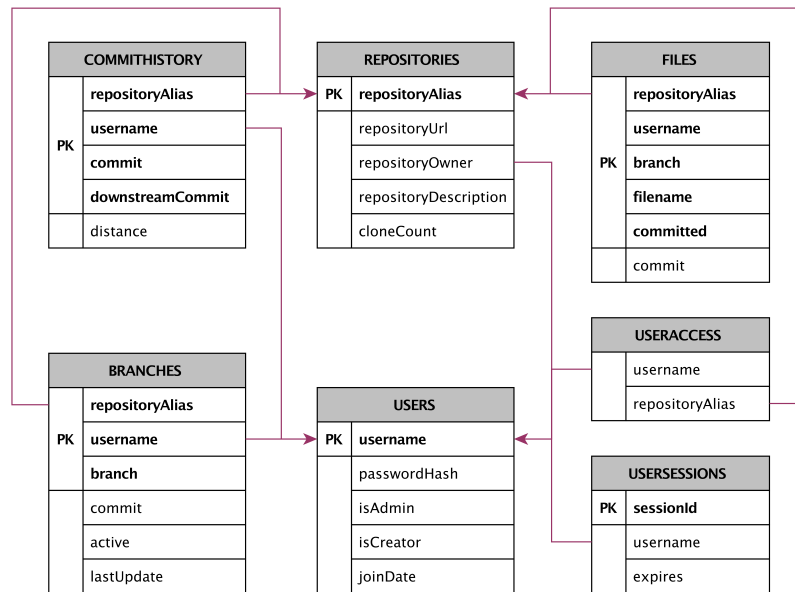 COMMITHISTORY
repositoryAlias
PK
username
commit
downstreamCommit
distance
REPOSITORIES
PK
repositoryAlias
repositoryUrl
repositoryOwner
repositoryDescription
cloneCount
FILES
repositoryAlias
username
PK
branch
filename
committed
commit
USERACCESS
username
repositoryAlias
BRANCHES
repositoryAlias
PK
username
branch
commit
active
lastUpdate
USERS
PK
username
passwordHash
isAdmin
isCreator
joinDate
USERSESSIONS
PK
sessionId
username
expires